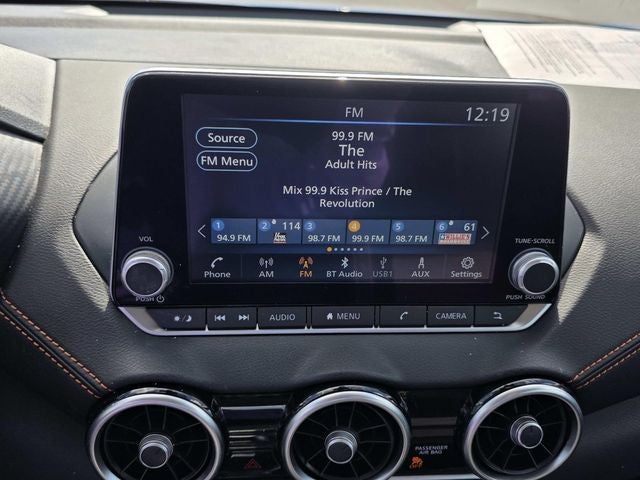 FM
12:19
Source
99.9 FM
The
FM Menu
Adult Hits
Mix 99.9 Kiss Prince / The
Revolution
1 2 114 3 4 5 6 61
94.9 FM 98.7 FM 99.9 FM 98.7 FM
VOL
TUNE-SCROLL
Phone AM FM BT Audio USB1 AUX Settings
PUSH
PUSH SOUND
AUDIO MENU CAMERA
PASSENGER
AIR BAG
OFF